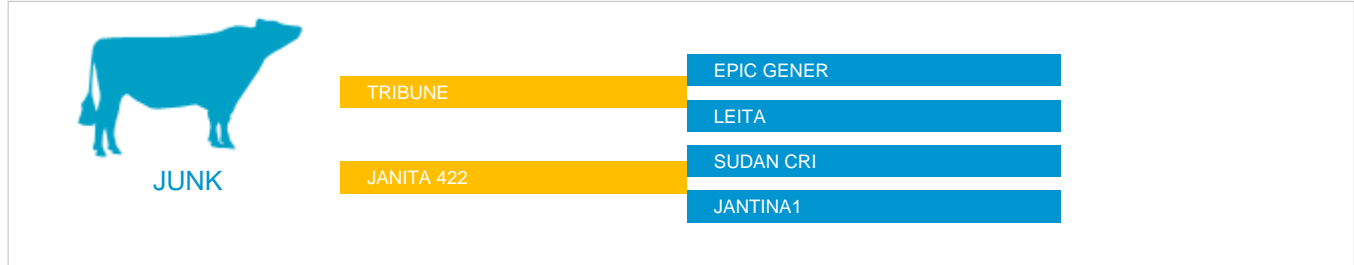 JUNK
TRIBUNE
JANITA 422
EPIC GENER
LEITA
SUDAN CRI
JANTINA1